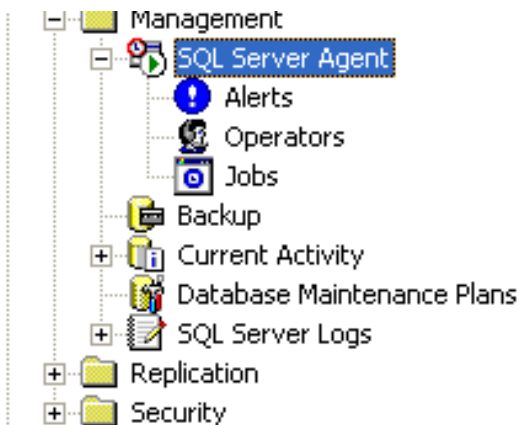 Management
SQL Server Agent
Alerts
Operators
Jobs
Backup
Current Activity
Database Maintenance Plans
SQL Server Logs
Replication
Security